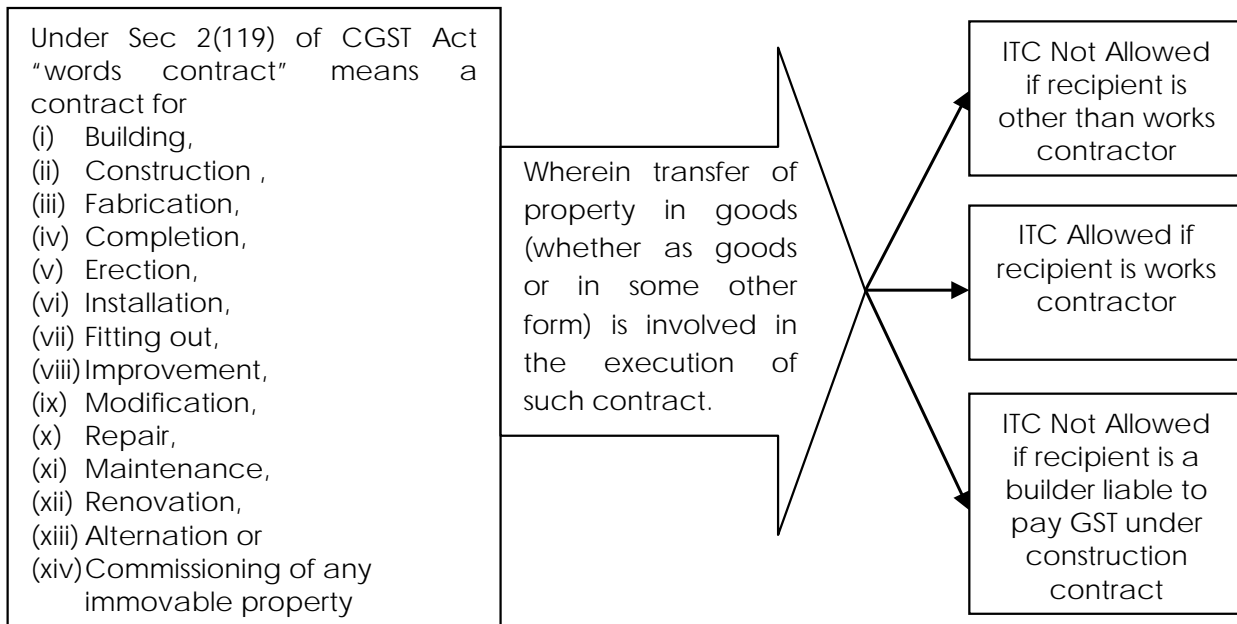 Under Sec 2(119) of CGST Act
“words contract” means a
contract for
(i) Building,
(ii) Construction ,
(iii) Fabrication,
(iv) Completion,
(v) Erection,
(vi) Installation,
(vii) Fitting out,
(viii) Improvement,
(ix) Modification,
(x) Repair,
(xi) Maintenance,
(xii) Renovation,
(xiii) Alternation or
(xiv) Commissioning of any
immovable property
Wherein transfer of
property in goods
(whether as goods
or in some other
form) is involved in
the execution of
such contract.
ITC Not Allowed
if recipient is
other than works
contractor
ITC Allowed if
recipient is works
contractor
ITC Not Allowed
if recipient is a
builder liable to
pay GST under
construction
contract